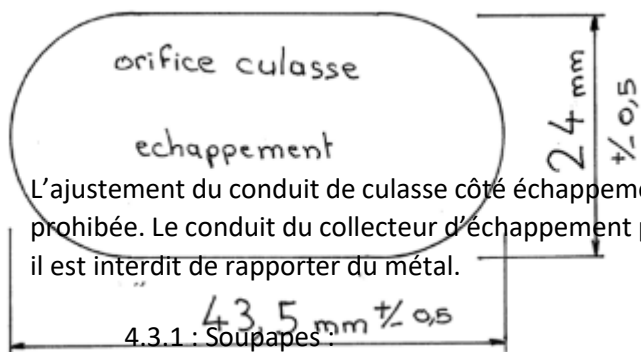 orifice culasse
echappement
24 mm
+/- 0,5
L’ajustement du conduit de culasse côté
prohibée. Le conduit du collecteur d’échappement
il est interdit de rapporter du métal.
43,5 mm +/- 0,5
4.3.1 : Soupapes :